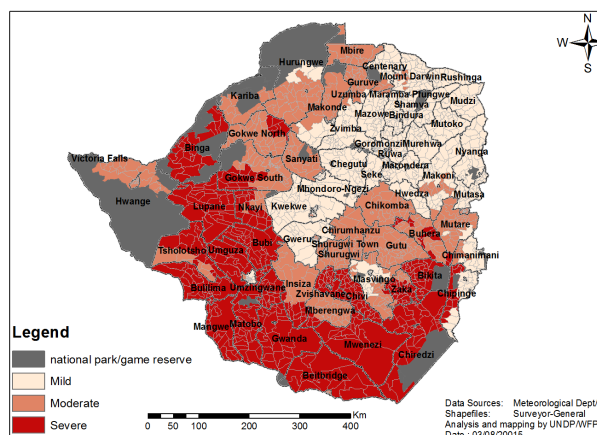 N
W E
S
Hurungwe
Mbire
Centenary
Mount Darwin
Rushinga
Guruve
Kariba
Uzumba Maramba Pfungwe
Mudzi
Makonde
Shamva
Mazowe
Bindura
Zvimba
Mutoko
Gokwe North
Binga
Goromonzi Murehwa
Nyanga
Sanyati
Ruwa
Victoria Falls
Chegutu
Marondera
Seke
Makoni
Gokwe South
Mhondoro-Ngezi
Hwedza
Mutasa
Hwange
Lupane
Nkayi
Kwekwe
Chikomba
Mutare
Chirumhanzu
Buhera
Gweru
Shurugwi Town
Gutu
Tsholotsho
Umguza
Bubi
Shurugwi
Chimanimani
Bikita
Masvingo
Insiza
Zaka
Bulilima
Umzingwane
Zvishavane
Chivi
Chipinge
Mberengwa
Mangwe
Matobo
Gwanda
Mwenezi
Chiredzi
Beitbridge
Legend
national park/game reserve
Mild
Moderate
Severe
Km
0 50 100 200 300 400
Data Sources: Meteorological Dept/
Shapefiles: Surveyor-General
Analysis and mapping by UNDP/WFP
Date : 03/08/20015